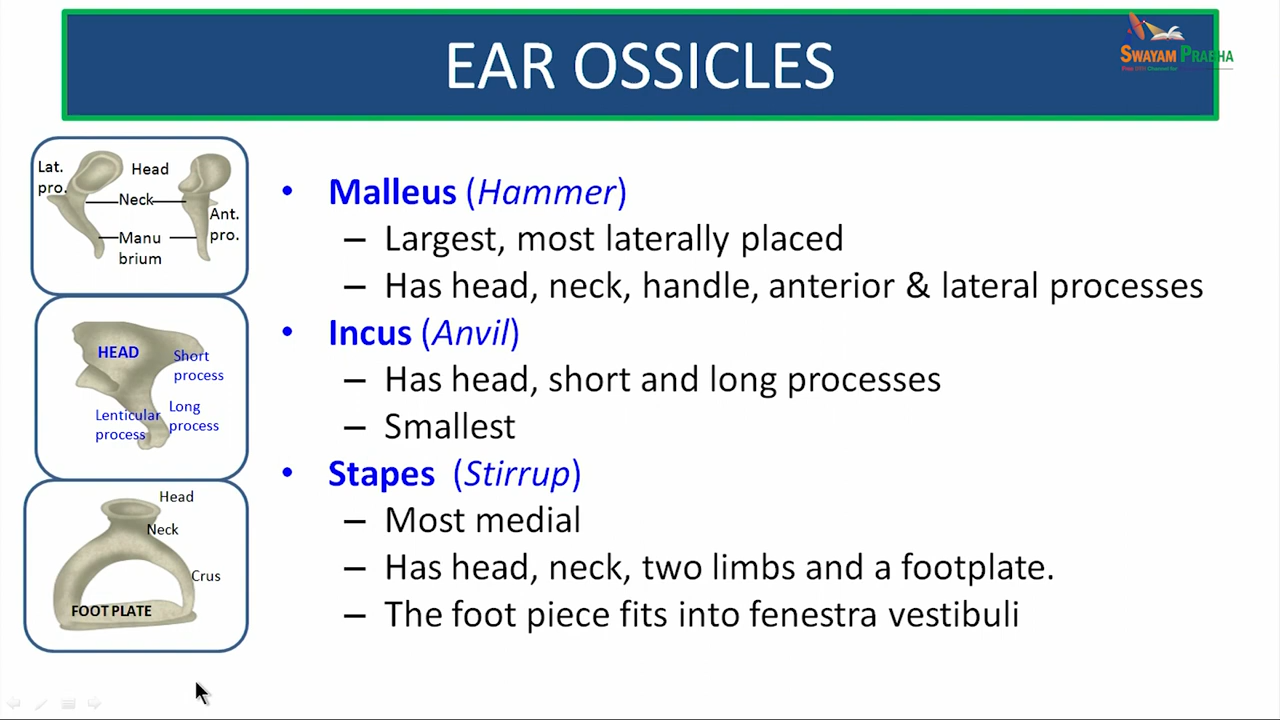 EAR OSSICLES
SWAYAM PRABHA
Lat.
pro.
Head
Neck
Ant.
pro.
Manu
brium
HEAD
Short
process
Lenticular
process
Long
process
Head
Neck
Crus
FOOT PLATE
• Malleus (Hammer)
– Largest, most laterally placed
– Has head, neck, handle, anterior & lateral processes
• Incus (Anvil)
– Has head, short and long processes
– Smallest
• Stapes (Stirrup)
– Most medial
– Has head, neck, two limbs and a footplate.
– The foot piece fits into fenestra vestibuli